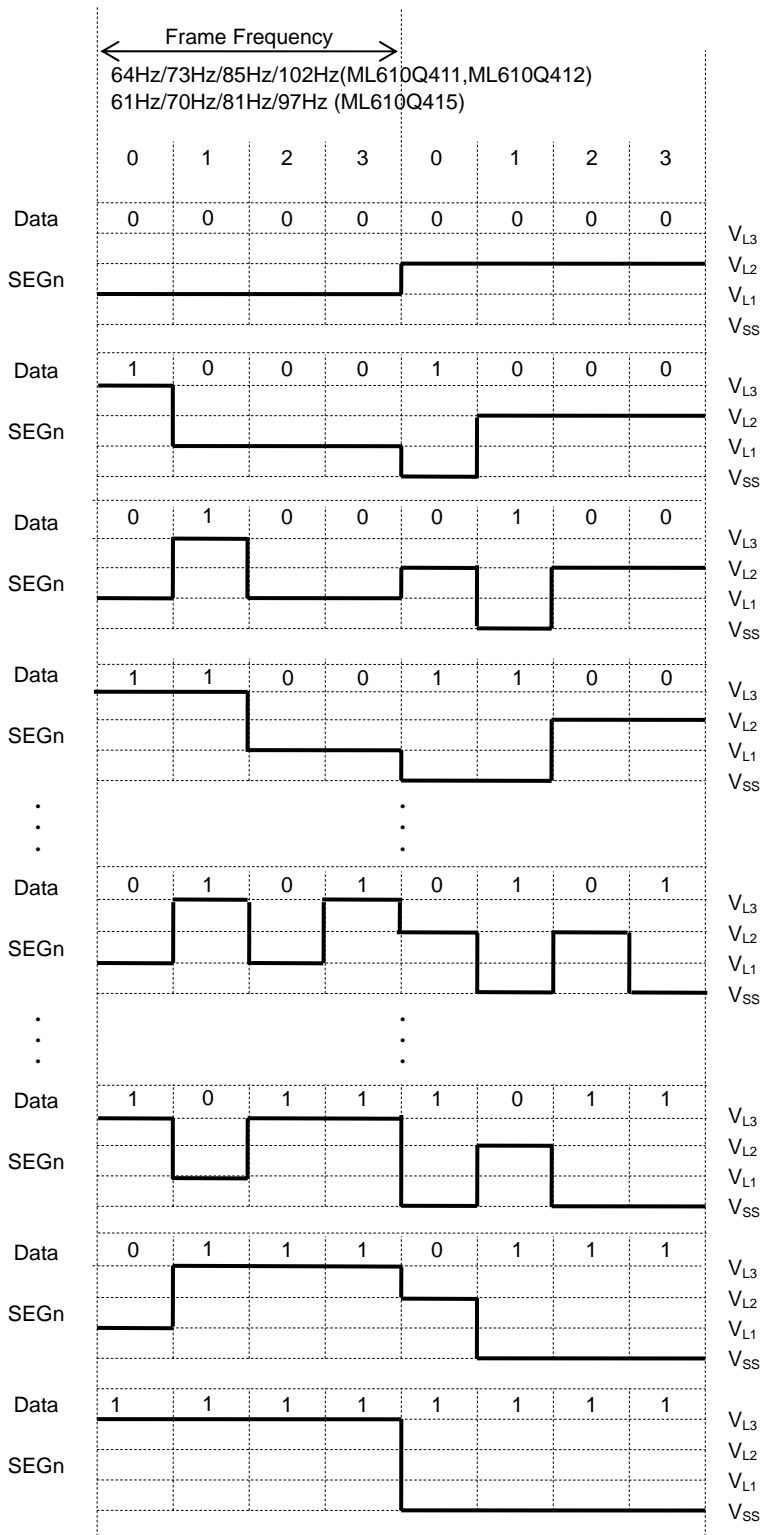 Frame Frequency
64Hz/73Hz/85Hz/102Hz(ML610Q411,ML610Q412)
61Hz/70Hz/81Hz/97Hz (ML610Q415)
0 1 2 3 0 1 2 3
Data 0 0 0 0 0 0 0 0
VL3
VL2
SEGn
VL1
VSS
Data 1 0 0 0 1 0 0 0
VL3
VL2
SEGn
VL1
VSS
Data 0 1 0 0 0 1 0 0
VL3
VL2
SEGn
VL1
VSS
Data 1 1 0 0 1 1 0 0
VL3
VL2
SEGn
VL1
VSS
Data 0 1 0 1 0 1 0 1
VL3
VL2
SEGn
VL1
VSS
Data 1 0 1 1 1 0 1 1
VL3
VL2
SEGn
VL1
VSS
Data 0 1 1 1 0 1 1 1
VL3
VL2
SEGn
VL1
VSS
Data 1 1 1 1 1 1 1 1
VL3
VL2
SEGn
VL1
VSS